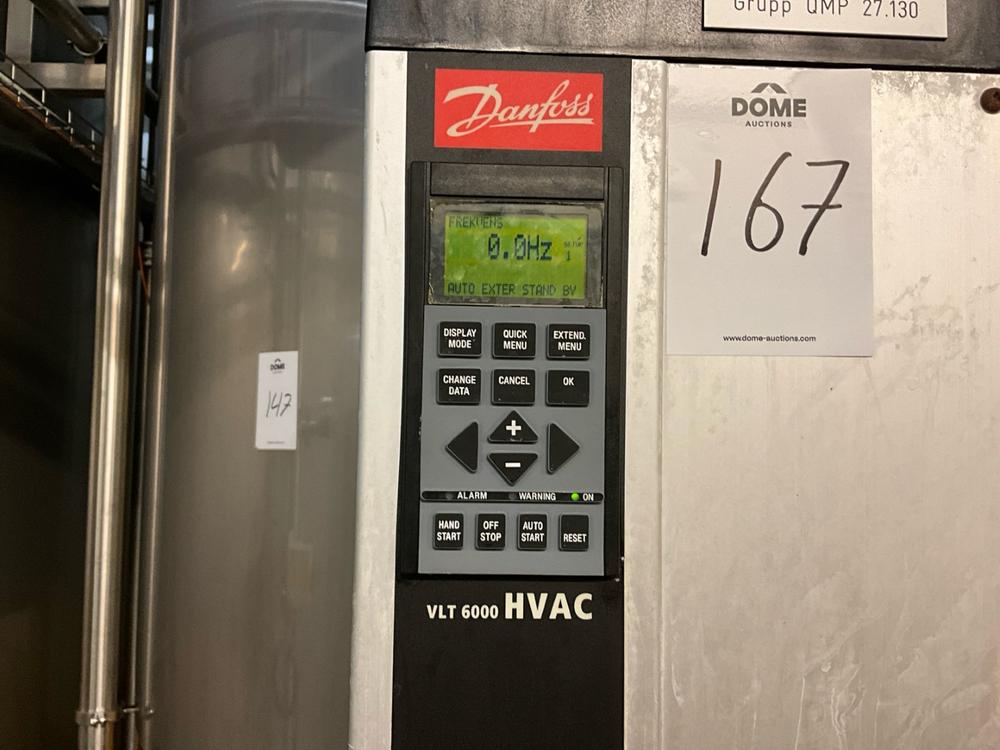 Grupp QMP 27.130
Danfoss
DOME
AUCTIONS
167
www.dome-auctions.com
FREKVENS
0.0Hz
SETUP
1
AUTO EXTER STAND BY
DISPLAY MODE
QUICK MENU
EXTEND. MENU
CHANGE DATA
CANCEL
OK
+
-
ALARM
WARNING
ON
HAND START
OFF STOP
AUTO START
RESET
VLT 6000 HVAC
DOME
147